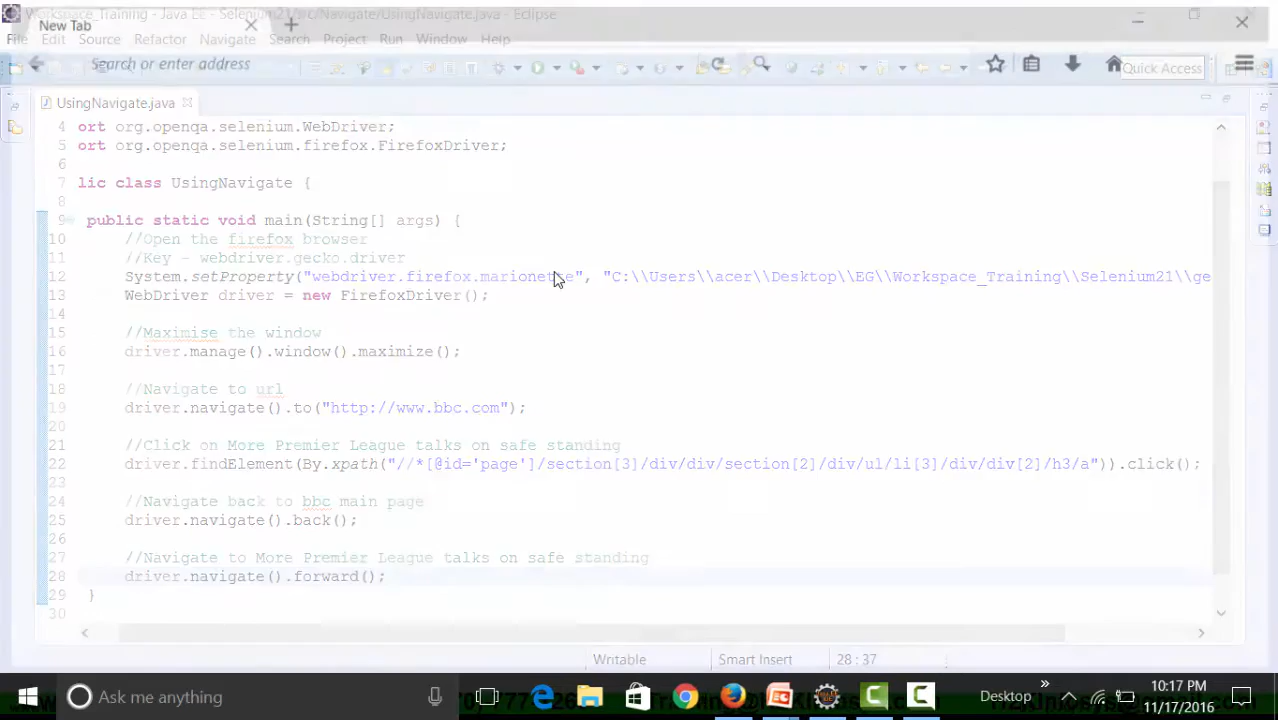 Workspace_Training - Java EE - Selenium21/src/Navigate/UsingNavigate.java - Eclipse
New Tab
File Edit Source Refactor Navigate Search Project Run Window Help
Search or enter address
Quick Access
UsingNavigate.java
4 ort org.openqa.selenium.WebDriver;
5 ort org.openqa.selenium.firefox.FirefoxDriver;
6
7 lic class UsingNavigate {
8
9 public static void main(String[] args) {
10 //Open the firefox browser
11 //Key - webdriver.gecko.driver
12 System.setProperty("webdriver.firefox.marionette", "C:\\Users\\acer\\Desktop\\EG\\Workspace_Training\\Selenium21\\ge
13 WebDriver driver = new FirefoxDriver();
14
15 //Maximise the window
16 driver.manage().window().maximize();
17
18 //Navigate to url
19 driver.navigate().to("http://www.bbc.com");
20
21 //Click on More Premier League talks on safe standing
22 driver.findElement(By.xpath("//*[@id='page']/section[3]/div/div/section[2]/div/ul/li[3]/div/div[2]/h3/a")).click();
23
24 //Navigate back to bbc main page
25 driver.navigate().back();
26
27 //Navigate to More Premier League talks on safe standing
28 driver.navigate().forward();
29 }
30
Writable Smart Insert 28 : 37
Ask me anything
Desktop
10:17 PM
11/17/2016